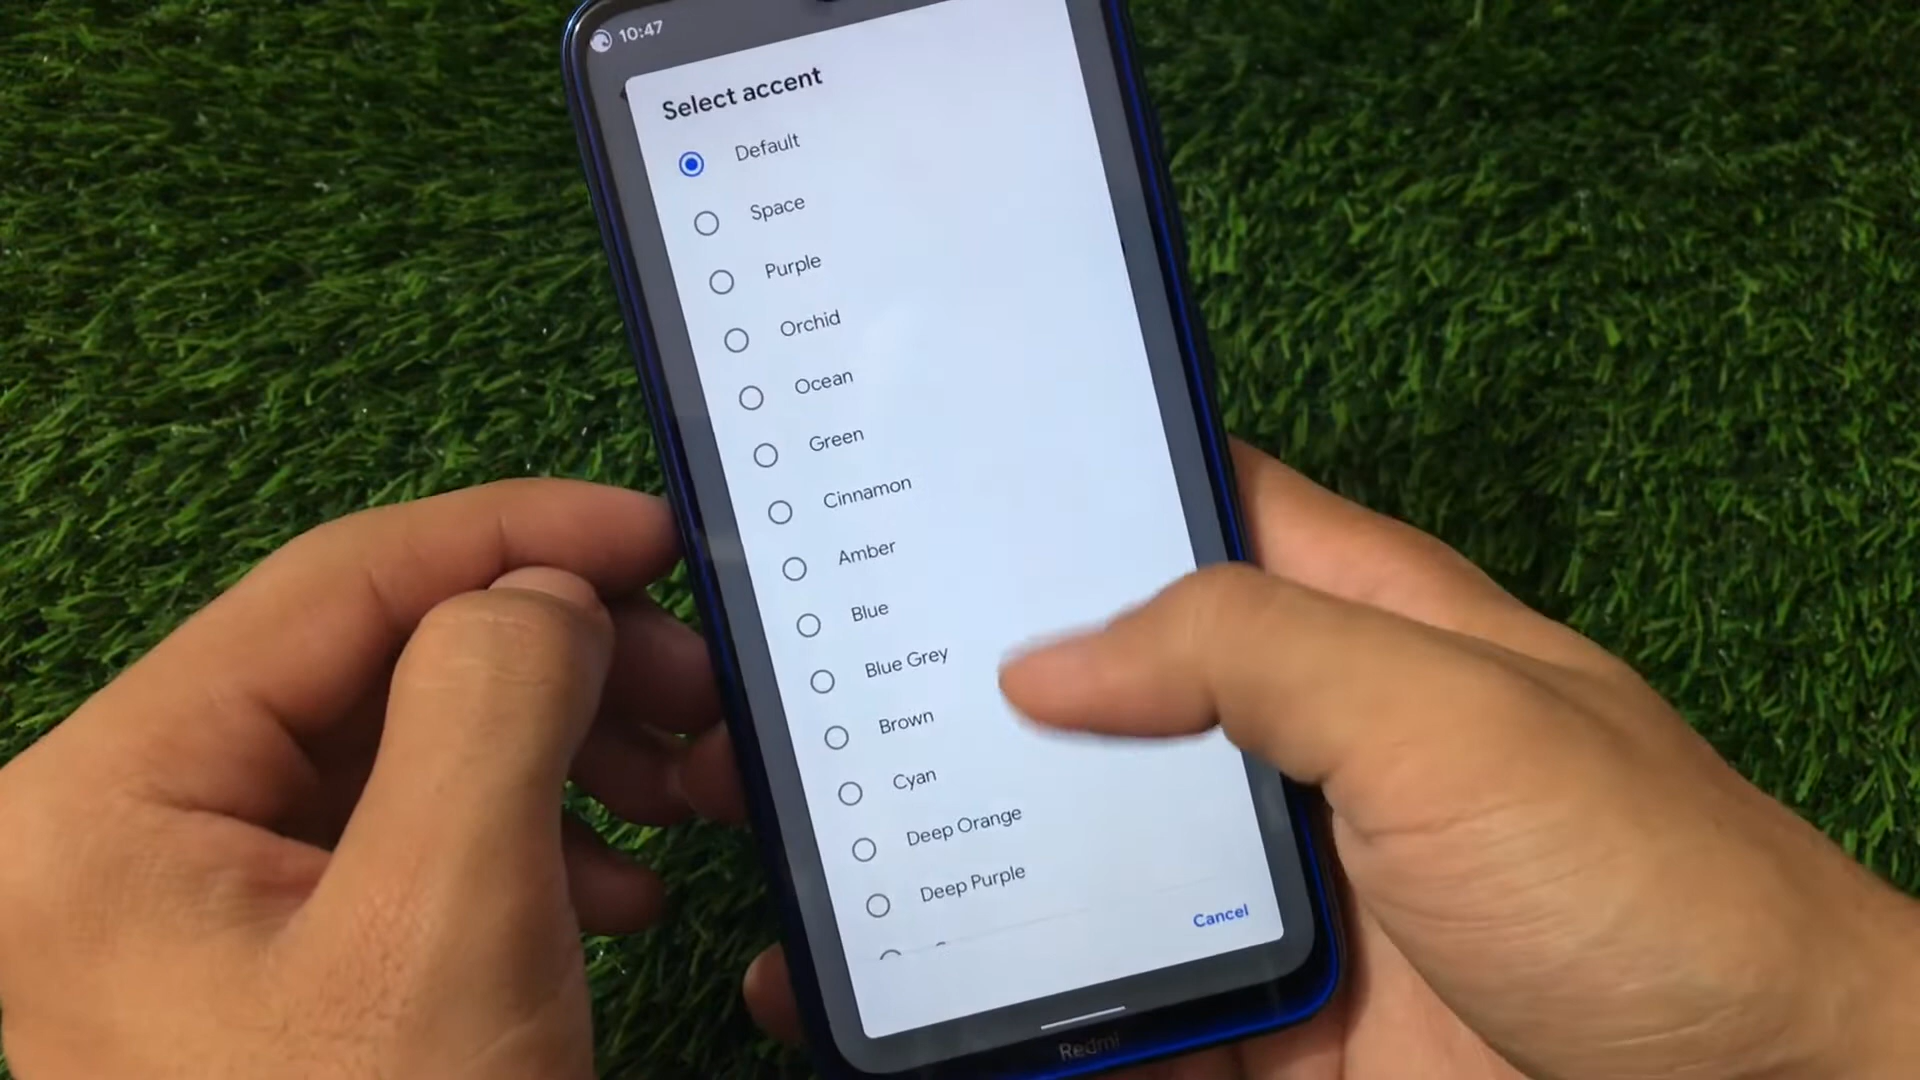 10:47
Select accent
Default
Space
Purple
Orchid
Ocean
Green
Cinnamon
Amber
Blue
Blue Grey
Brown
Cyan
Deep Orange
Deep Purple
Cancel
Redmi